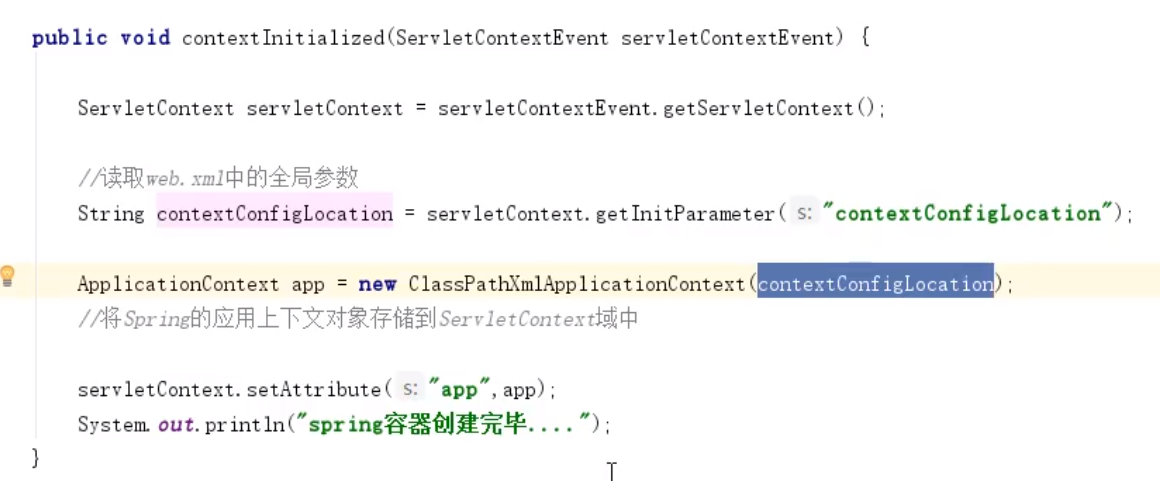 public void contextInitialized(ServletContextEvent servletContextEvent) {
ServletContext servletContext = servletContextEvent.getServletContext();
//读取web.xml中的全局参数
String contextConfigLocation = servletContext.getInitParameter( s: "contextConfigLocation");
ApplicationContext app = new ClassPathXmlApplicationContext(contextConfigLocation);
//将Spring的应用上下文对象存储到ServletContext域中
servletContext.setAttribute( s: "app",app);
System.out.println("spring容器创建完毕....");
}